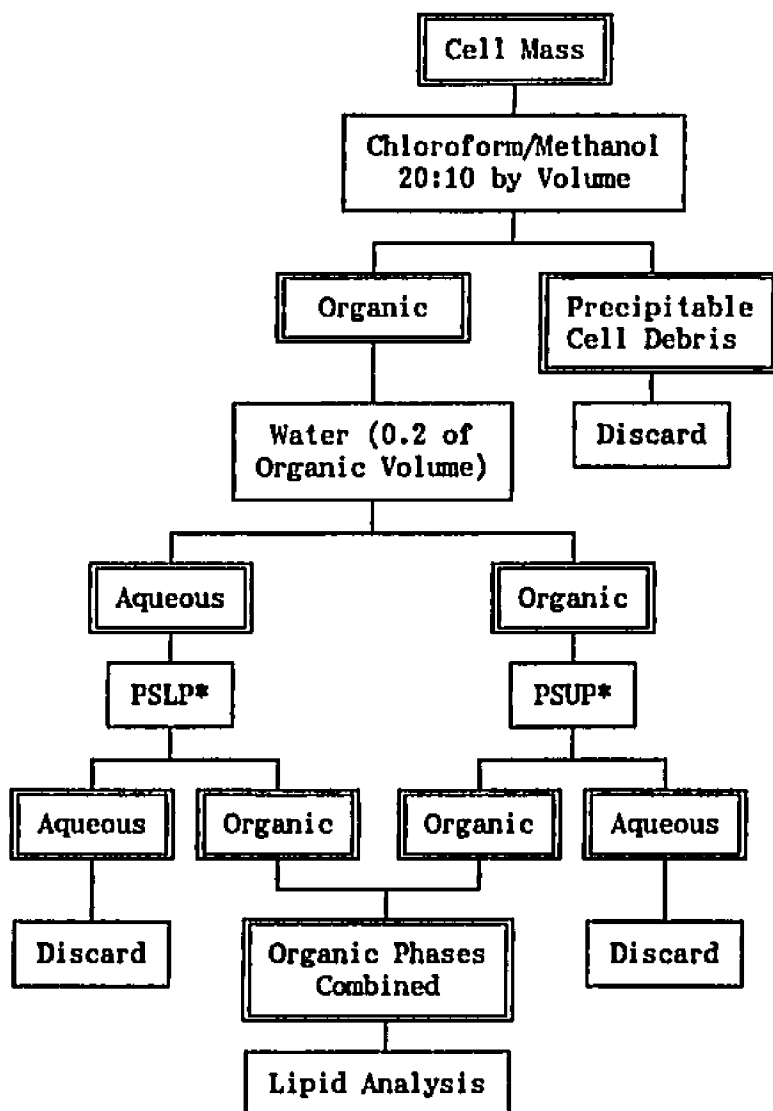 Cell Mass
Chloroform/Methanol
20:10 by Volume
Organic
Precipitable
Cell Debris
Water (0.2 of
Organic Volume)
Discard
Aqueous
Organic
PSLP*
PSUP*
Aqueous
Organic
Organic
Aqueous
Discard
Organic Phases
Combined
Discard
Lipid Analysis